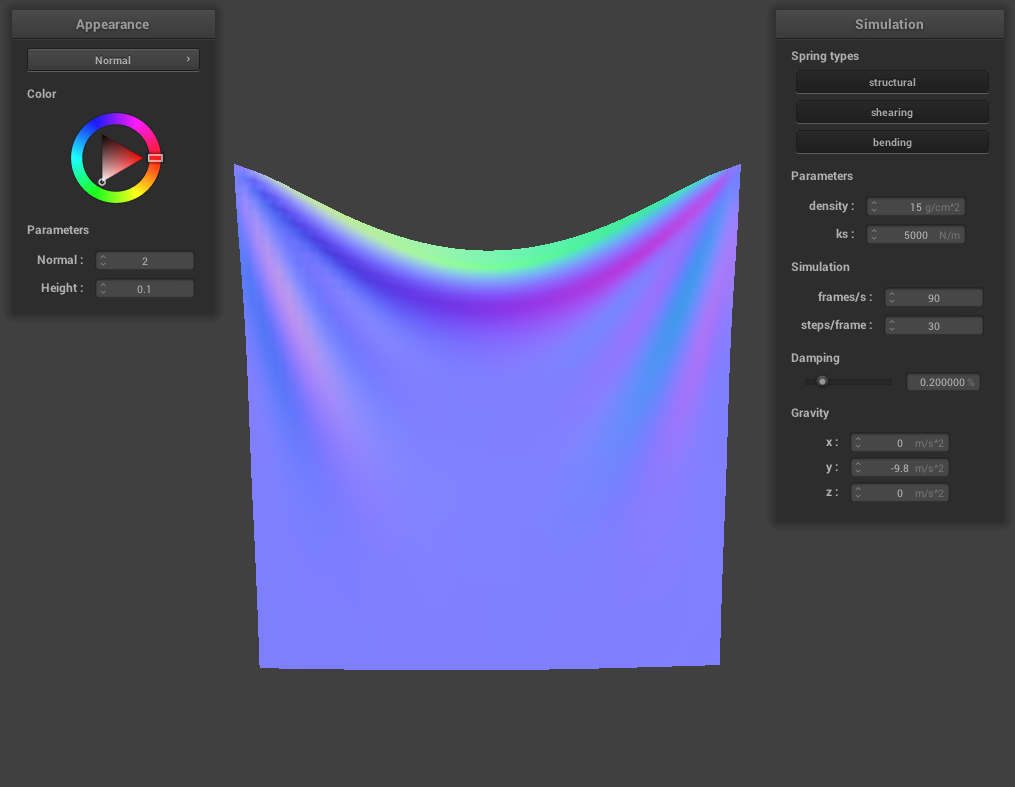 Appearance
Normal ›
Color
Parameters
Normal : 2
Height : 0.1
Simulation
Spring types
structural
shearing
bending
Parameters
density : 15 g/cm^2
ks : 5000 N/m
Simulation
frames/s : 90
steps/frame : 30
Damping
0.200000 %
Gravity
x : 0 m/s^2
y : -9.8 m/s^2
z : 0 m/s^2